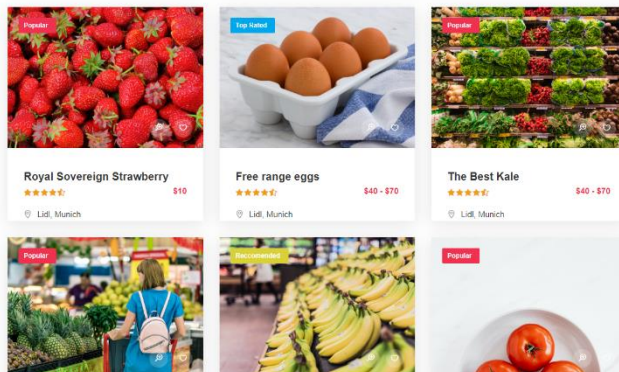 Popular
Top Rated
Popular
Royal Sovereign Strawberry
$10
Lidl, Munich
Free range eggs
$40 - $70
Lidl, Munich
The Best Kale
$40 - $70
Lidl, Munich
Popular
Reccomended
Popular